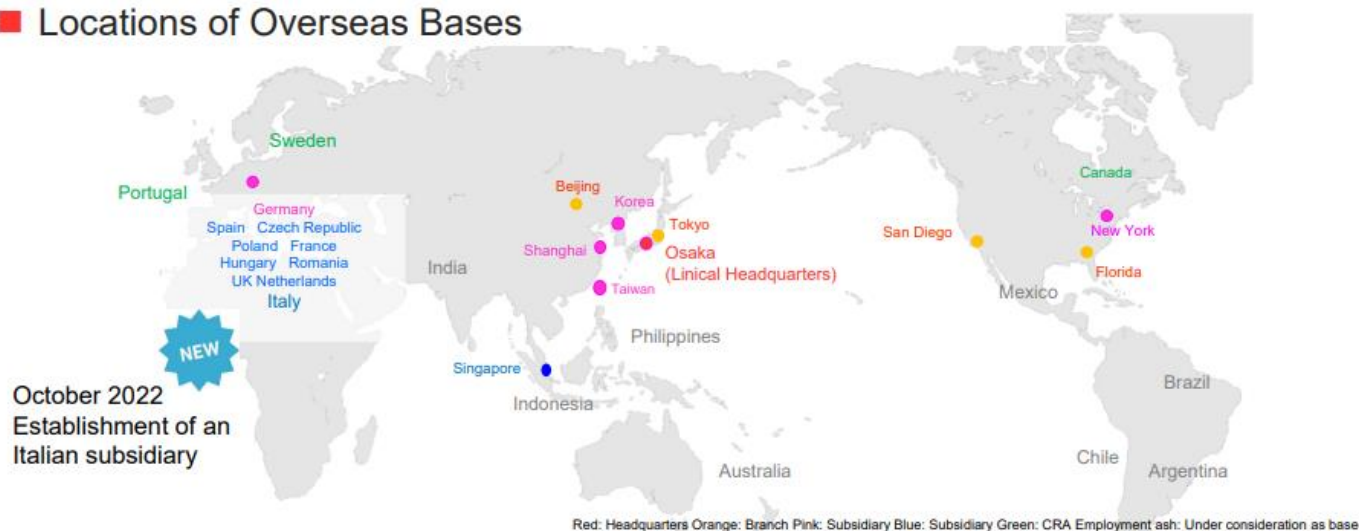 Locations of Overseas Bases
Sweden
Portugal
Germany
Spain Czech Republic
Poland France
Hungary Romania
UK Netherlands
Italy
NEW
October 2022
Establishment of an
Italian subsidiary
Beijing
Korea
Tokyo
Shanghai
Osaka
(Linical Headquarters)
India
Taiwan
Philippines
Singapore
Indonesia
Australia
Canada
San Diego
New York
Florida
Mexico
Brazil
Chile
Argentina
Red: Headquarters Orange: Branch Pink: Subsidiary Blue: Subsidiary Green: CRA Employment ash: Under consideration as base